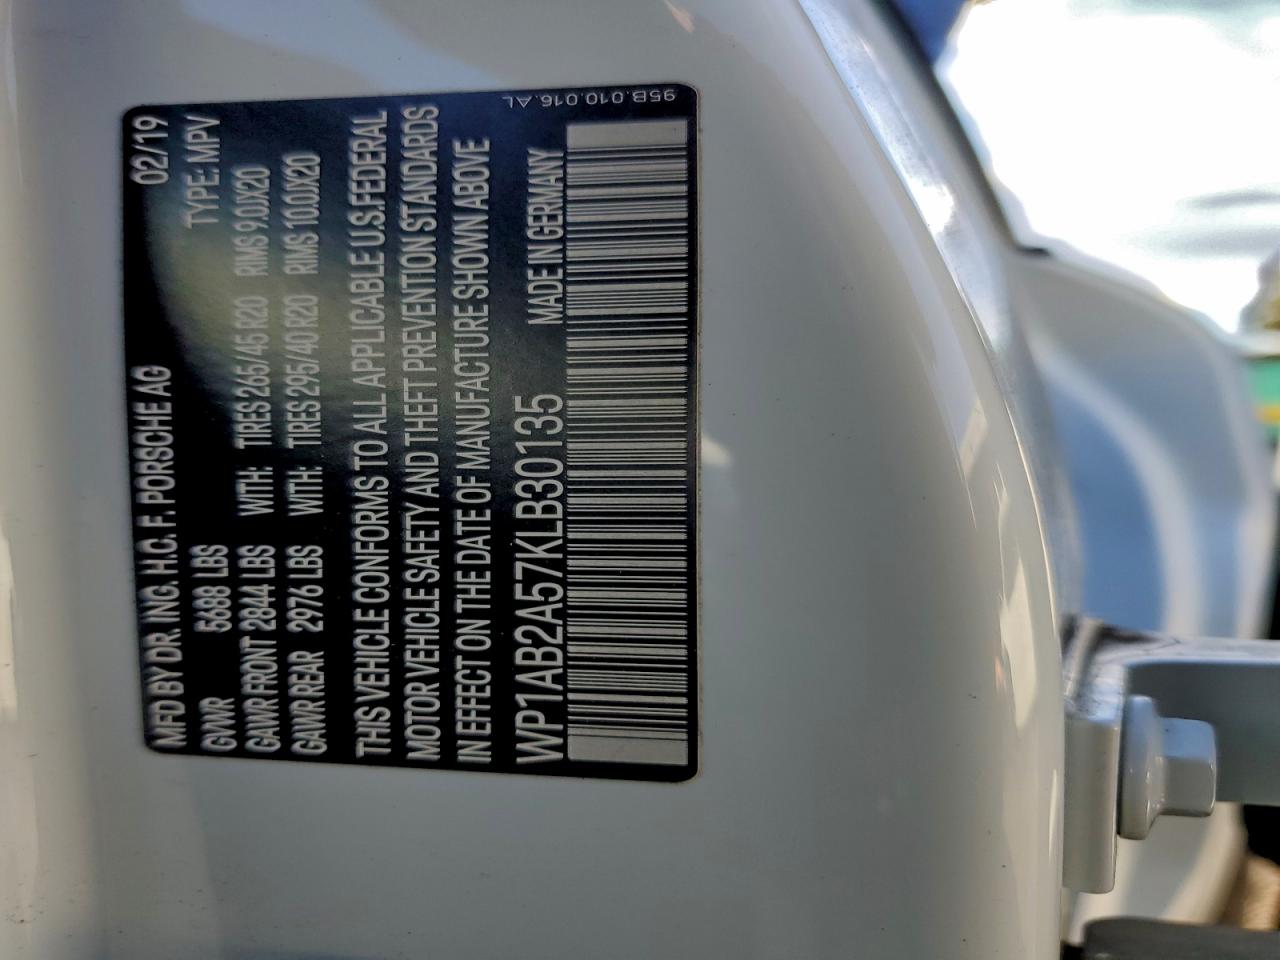 MFD BY DR. ING. H.C. F. PORSCHE AG 02/19
GVWR 5688 LBS TYPE: MPV
GAWR FRONT 2844 LBS WITH: TIRES 265/45 R20 RIMS 9.0JX20
GAWR REAR 2976 LBS WITH: TIRES 295/40 R20 RIMS 10.0JX20
THIS VEHICLE CONFORMS TO ALL APPLICABLE U.S.FEDERAL
MOTOR VEHICLE SAFETY AND THEFT PREVENTION STANDARDS
IN EFFECT ON THE DATE OF MANUFACTURE SHOWN ABOVE
WP1AB2A57KLB30135 MADE IN GERMANY
95B.010.016.AL